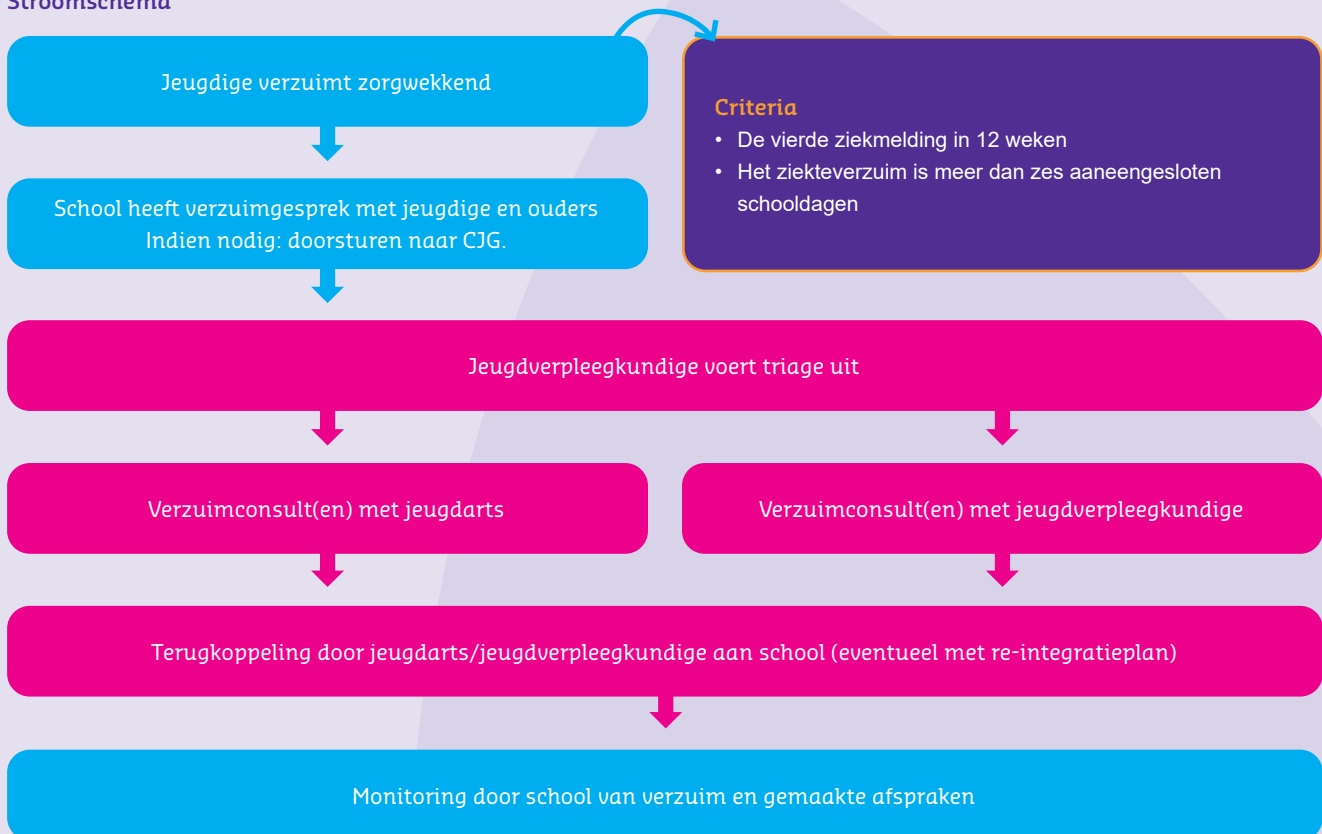 Stroomschema
Jeugdige verzuimt zorgwekkend
Criteria
• De vierde ziekmelding in 12 weken
• Het ziekteverzuim is meer dan zes aaneengesloten
schooldagen
School heeft verzuimgesprek met jeugdige en ouders
Indien nodig: doorsturen naar CJG.
Jeugdverpleegkundige voert triage uit
Verzuimconsult(en) met jeugdarts
Verzuimconsult(en) met jeugdverpleegkundige
Terugkoppeling door jeugdarts/jeugdverpleegkundige aan school (eventueel met re-integratieplan)
Monitoring door school van verzuim en gemaakte afspraken